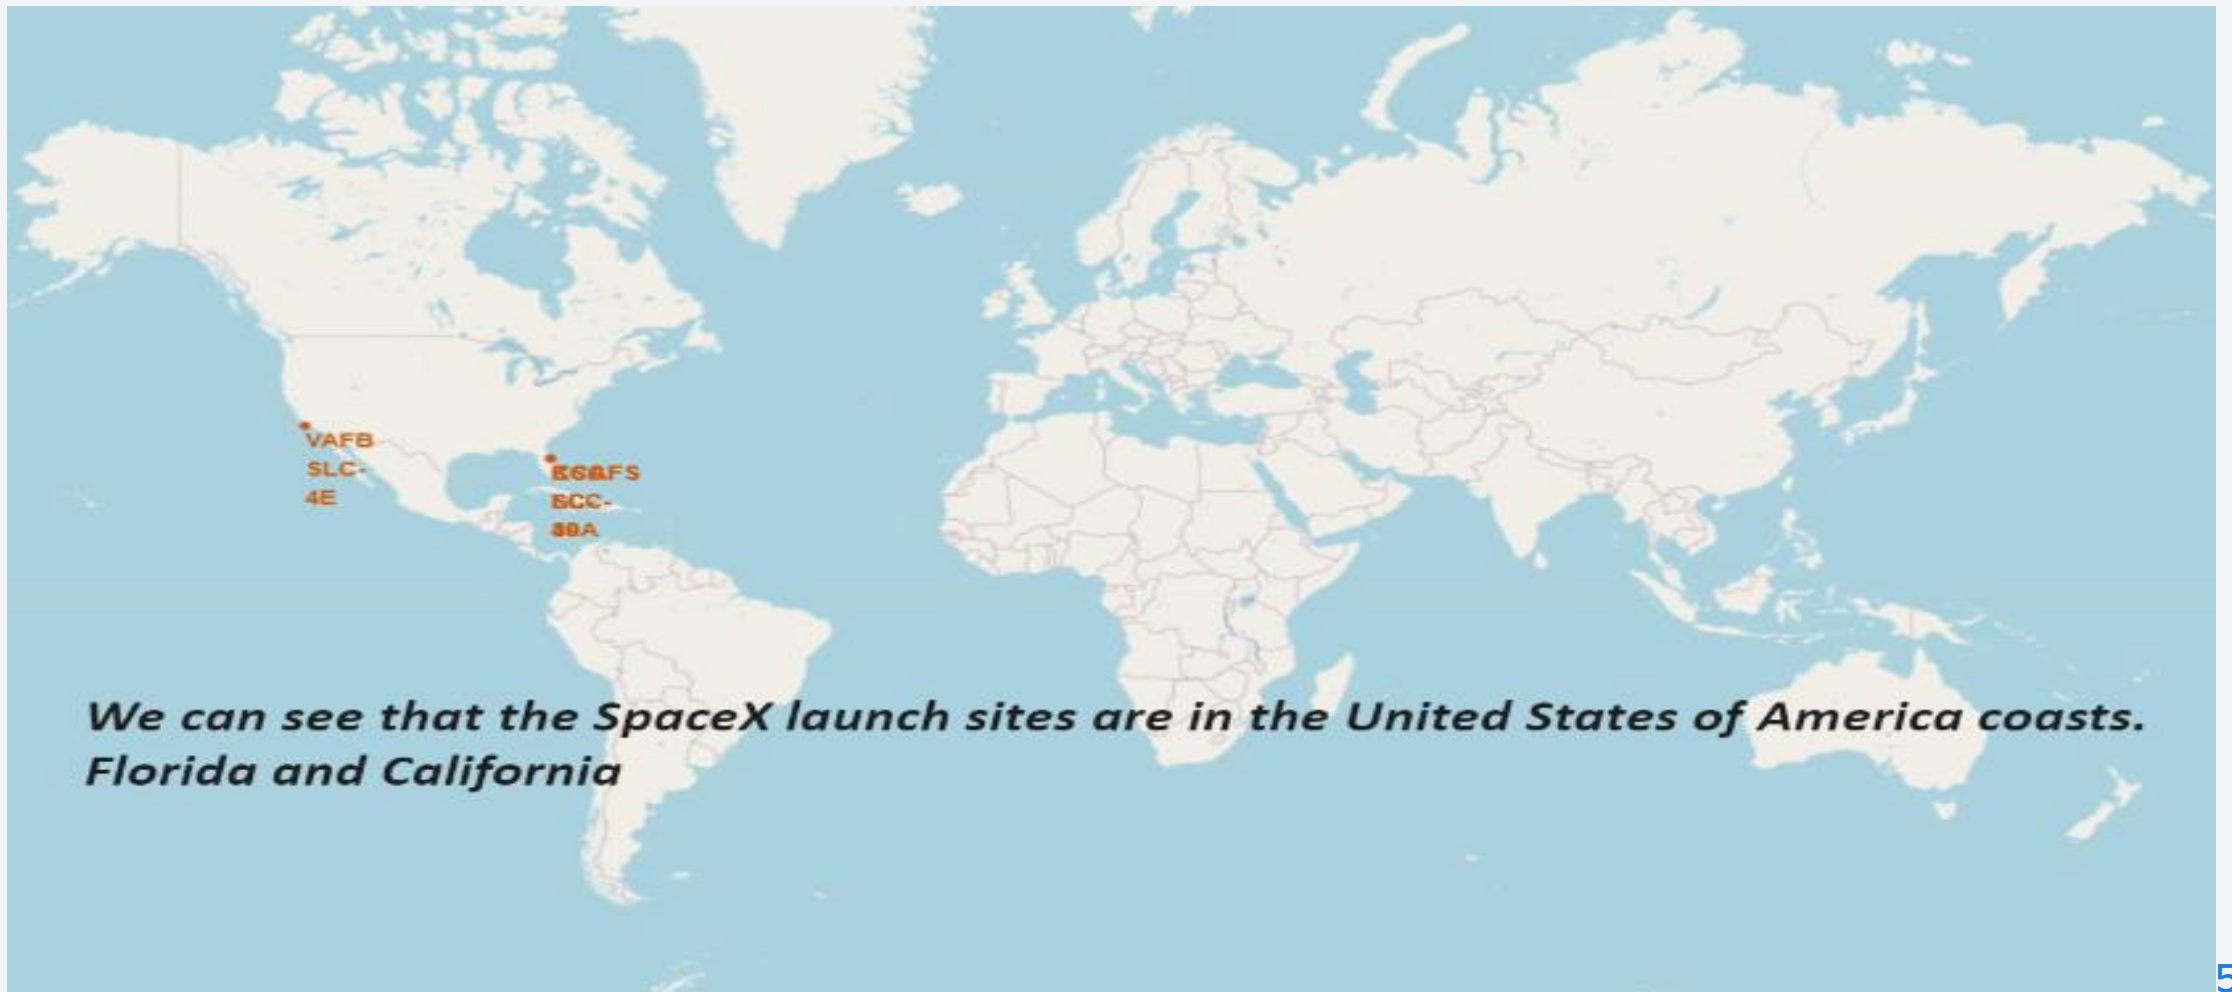 VAFB
SLC-
4E
We can see that the SpaceX launch sites are in the United States of America coasts.
Florida and California
5